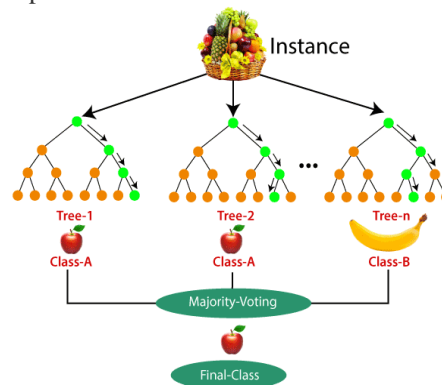 Instance
...
Tree-1 Tree-2 Tree-n
Class-A Class-A Class-B
Majority-Voting
Final-Class